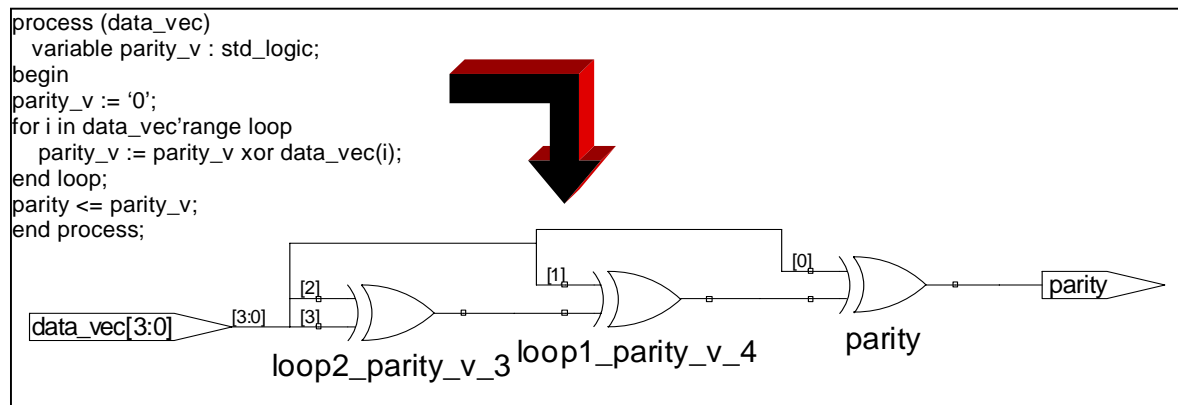 process (data_vec)
variable parity_v : std_logic;
begin
parity_v := ‘0’;
for i in data_vec’range loop
parity_v := parity_v xor data_vec(i);
end loop;
parity <= parity_v;
end process;
[0]
[1]
[2]
parity
data_vec[3:0]
[3:0]
[3]
loop2_parity_v_3
loop1_parity_v_4
parity